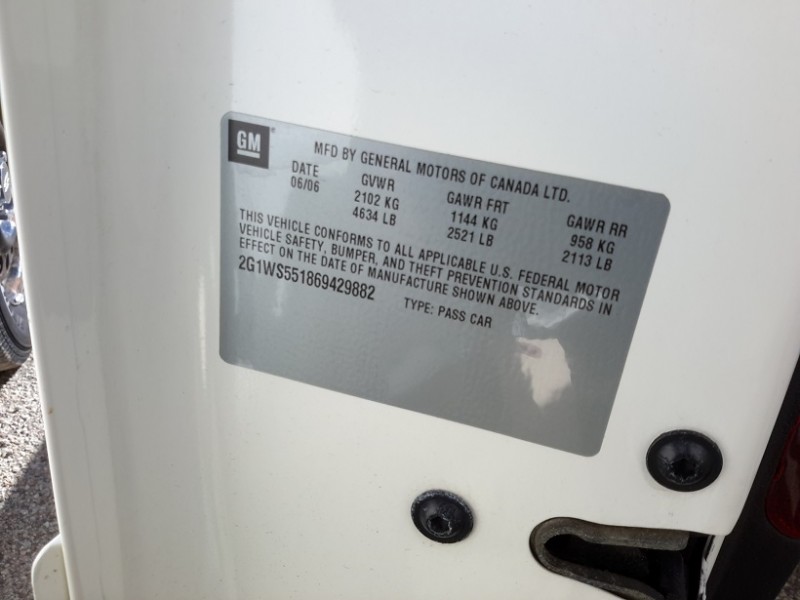 GM
MFD BY GENERAL MOTORS OF CANADA LTD.
DATE GVWR GAWR FRT GAWR RR
06/06 2102 KG 1144 KG 958 KG
4634 LB 2521 LB 2113 LB
THIS VEHICLE CONFORMS TO ALL APPLICABLE U.S. FEDERAL MOTOR
VEHICLE SAFETY, BUMPER, AND THEFT PREVENTION STANDARDS IN
EFFECT ON THE DATE OF MANUFACTURE SHOWN ABOVE.
2G1WS551869429882 TYPE: PASS CAR